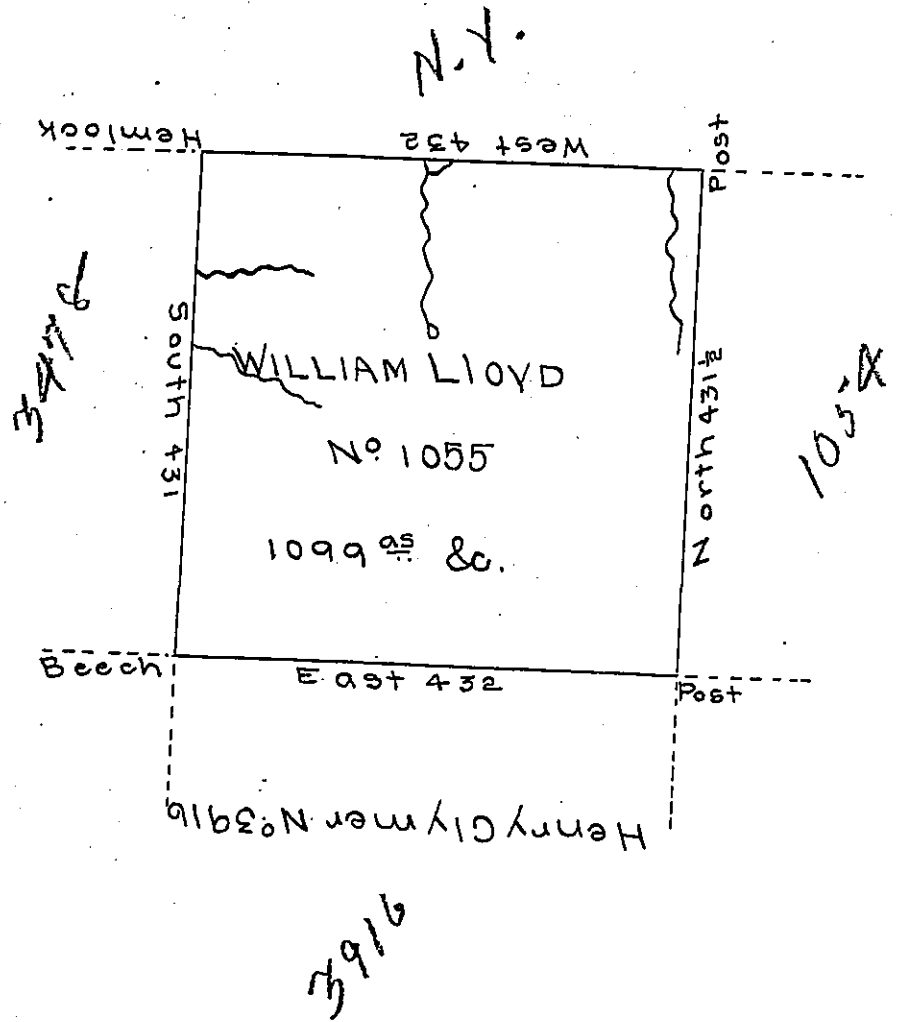 N.Y.
Hemlock
West 432
Post
South 431
WILLIAM LLOYD
North 431½
1054
No 1055
1099 as &c.
Beech
East 432
Post
Henry Clymer No 3916
3916